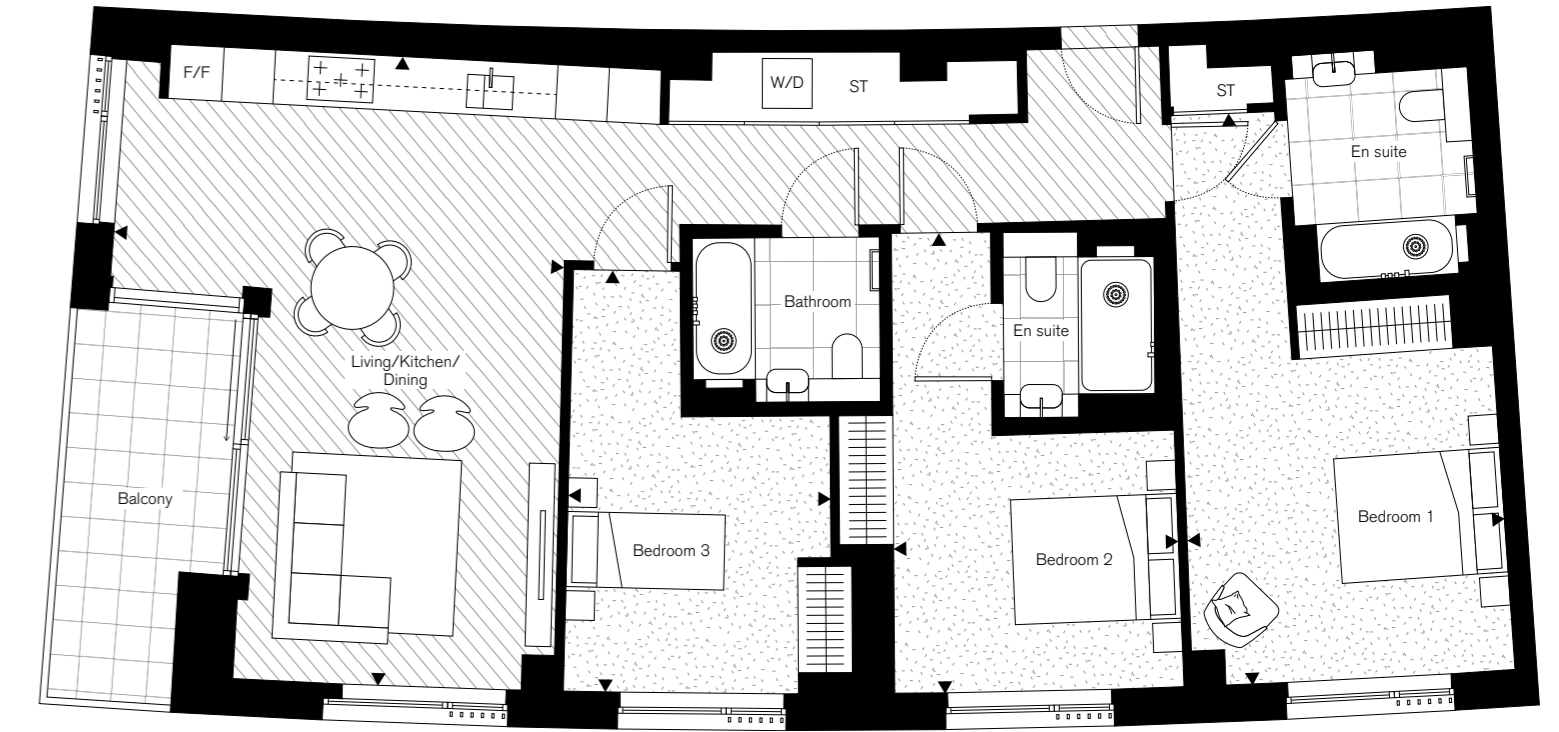 F/F
W/D
ST
ST
En suite
Bathroom
En suite
Living/Kitchen/
Dining
Balcony
Bedroom 3
Bedroom 2
Bedroom 1